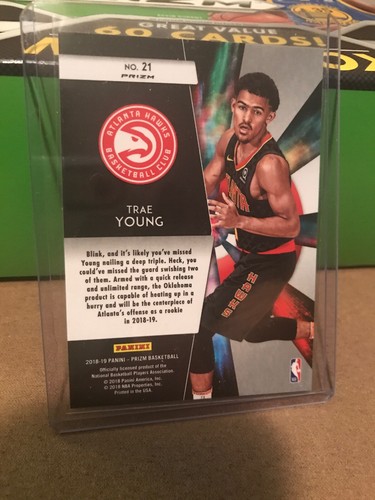 GREAT VALUE
60 CARDS!
NO. 21
PRIZM
ATLANTA HAWKS
BASKETBALL CLUB
TRAE
YOUNG
Blink, and it's likely you've missed
Young nailing a deep triple. Heck, you
could've missed the guard swishing two
of them. Armed with a quick release
and unlimited range, the Oklahoma
product is capable of heating up in a
hurry and will be the centerpiece of
Atlanta's offense as a rookie
in 2018-19.
PANINI
2018-19 PANINI - PRIZM BASKETBALL
Officially licensed product of the
National Basketball Players Association.
© 2018 Panini America, Inc.
© 2018 NBA Properties, Inc.
Printed in the USA.
HAWKS